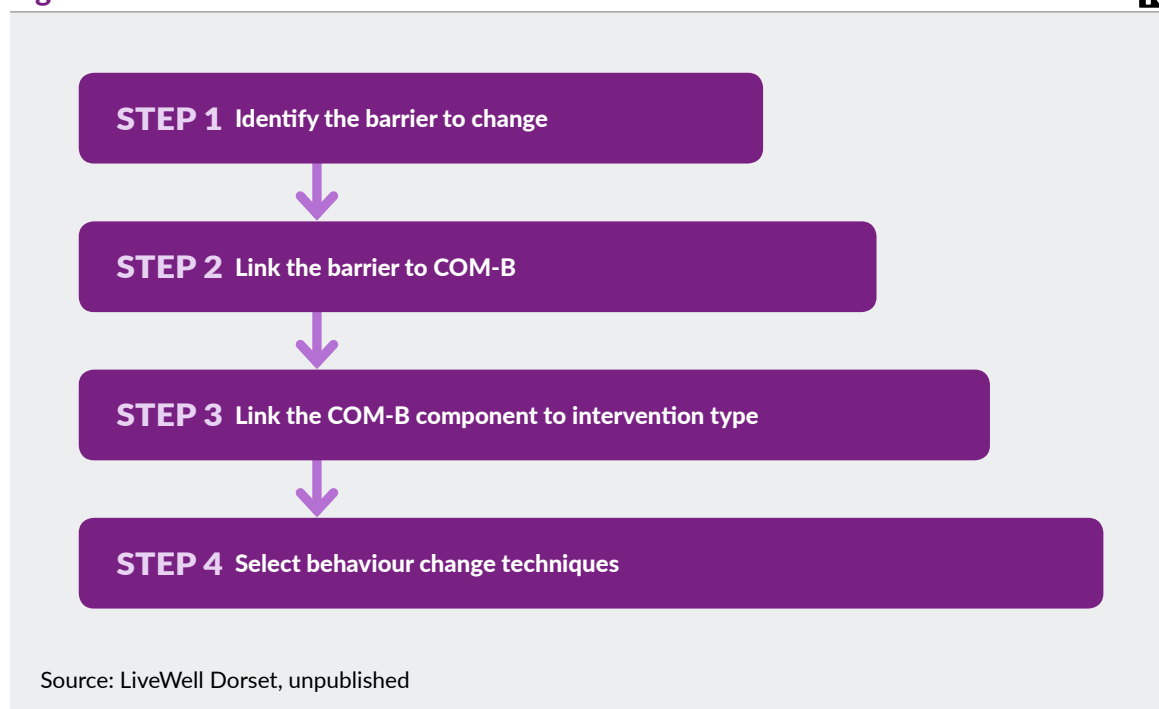 STEP 1 Identify the barrier to change
STEP 2 Link the barrier to COM-B
STEP 3 Link the COM-B component to intervention type
STEP 4 Select behaviour change techniques
Source: LiveWell Dorset, unpublished